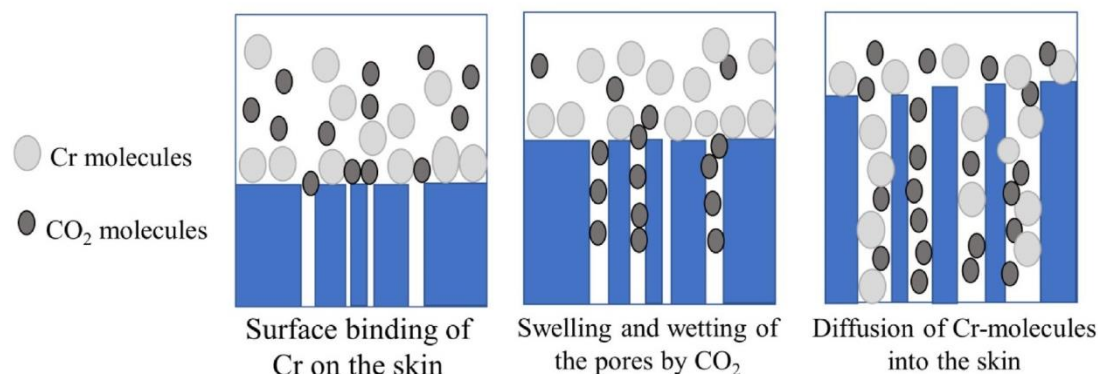 Cr molecules
CO₂ molecules
Surface binding of
Cr on the skin
Swelling and wetting of
the pores by CO₂
Diffusion of Cr-molecules
into the skin